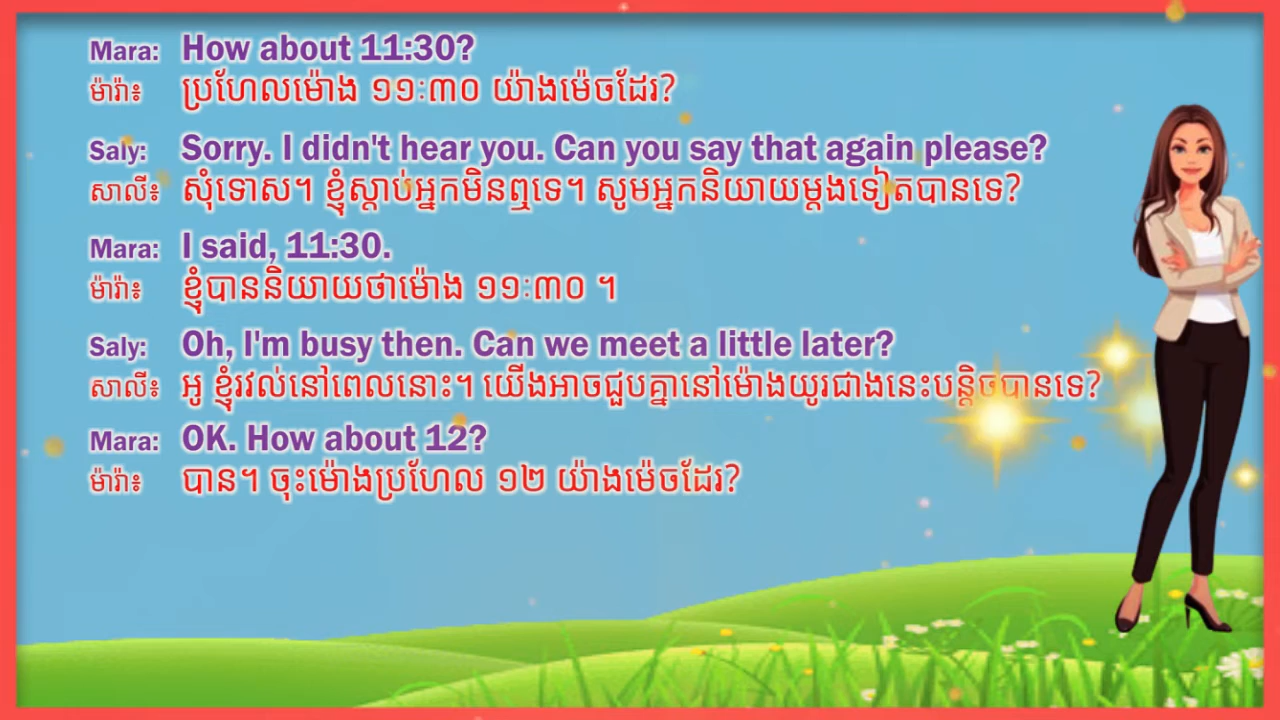 Mara: How about 11:30?
ម៉ារ៉ា៖ ប្រហែលម៉ោង ១១:៣០ យ៉ាងម៉េចដែរ?
Saly: Sorry. I didn't hear you. Can you say that again please?
សាលី៖ សុំទោស។ ខ្ញុំស្តាប់អ្នកមិនឮទេ។ សូមអ្នកនិយាយម្តងទៀតបានទេ?
Mara: I said, 11:30.
ម៉ារ៉ា៖ ខ្ញុំបាននិយាយថាម៉ោង ១១:៣០ ។
Saly: Oh, I'm busy then. Can we meet a little later?
សាលី៖ អូ ខ្ញុំរវល់នៅពេលនោះ។ យើងអាចជួបគ្នានៅម៉ោងយូរជាងនេះបន្តិចបានទេ?
Mara: OK. How about 12?
ម៉ារ៉ា៖ បាន។ ចុះម៉ោងប្រហែល ១២ យ៉ាងម៉េចដែរ?